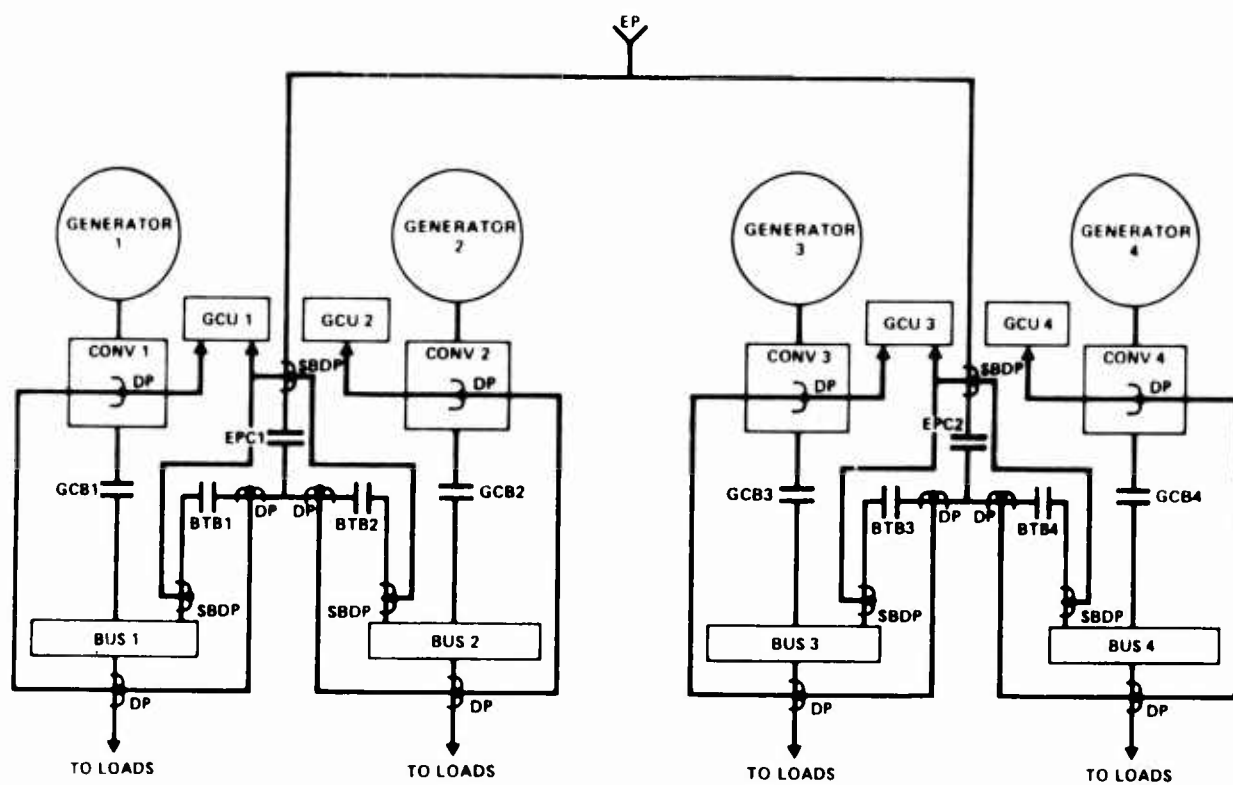 EP
GENERATOR
1
GENERATOR
2
GENERATOR
3
GENERATOR
4
GCU 1
GCU 2
GCU 3
GCU 4
CONV 1
DP
SBDP
CONV 2
DP
CONV 3
DP
SBDP
CONV 4
DP
EPC1
EPC2
GCB1
GCB2
GCB3
GCB4
BTB1
DP
DP
BTB2
BTB3
DP
DP
BTB4
SBDP
SBDP
SBDP
SBDP
BUS 1
BUS 2
BUS 3
BUS 4
DP
DP
DP
DP
TO LOADS
TO LOADS
TO LOADS
TO LOADS